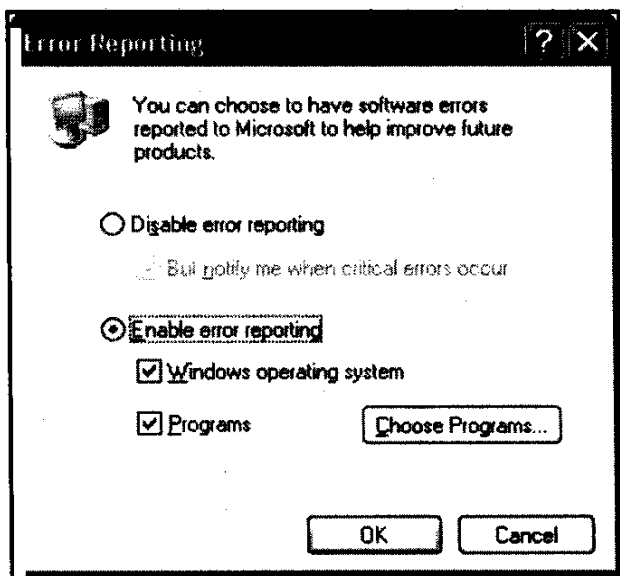 Error Reporting
You can choose to have software errors
reported to Microsoft to help improve future
products.
Disable error reporting
But notify me when critical errors occur
Enable error reporting
Windows operating system
Programs
Choose Programs...
OK
Cancel